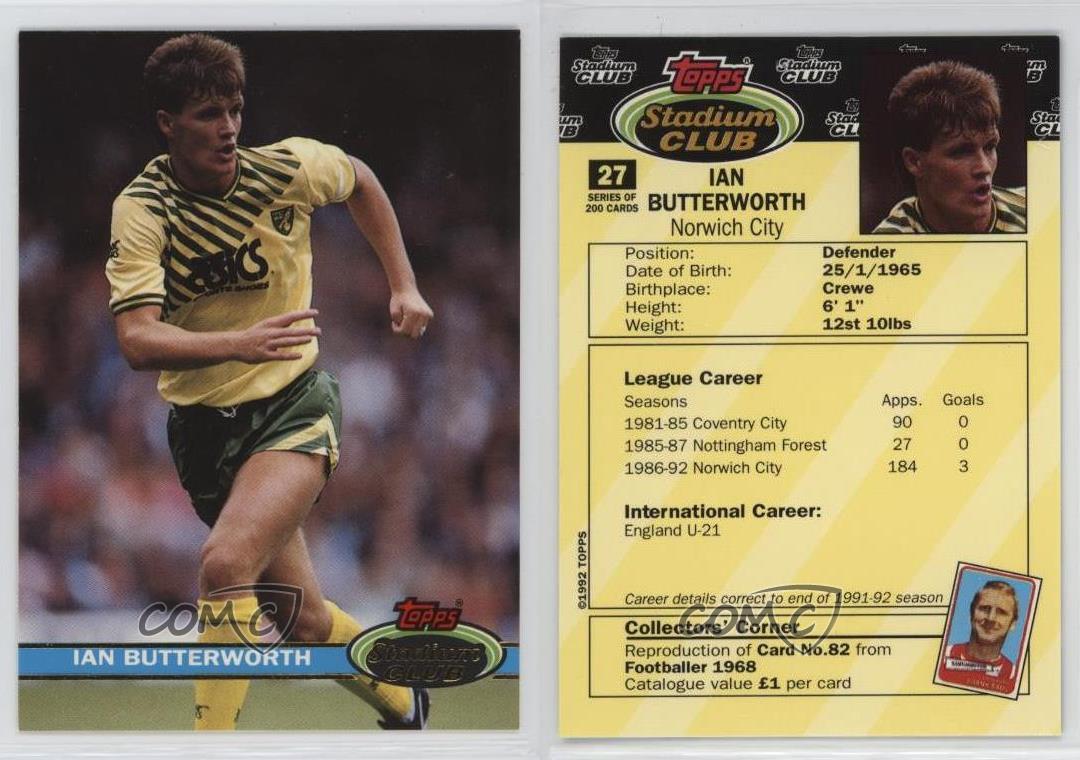 asics
COMC
Topps
IAN BUTTERWORTH
Stadium
CLUB
Topps
Stadium
CLUB
Topps
Stadium
CLUB
Topps
Stadium
CLUB
27
SERIES OF
200 CARDS
IAN
BUTTERWORTH
Norwich City
Position: Defender
Date of Birth: 25/1/1965
Birthplace: Crewe
Height: 6' 1"
Weight: 12st 10lbs
League Career
Seasons Apps. Goals
1981-85 Coventry City 90 0
1985-87 Nottingham Forest 27 0
1986-92 Norwich City 184 3
International Career:
England U-21
©1992 TOPPS
Career details correct to end of 1991-92 season
COMC
Collectors' Corner
Reproduction of Card No.82 from
Footballer 1968
Catalogue value £1 per card